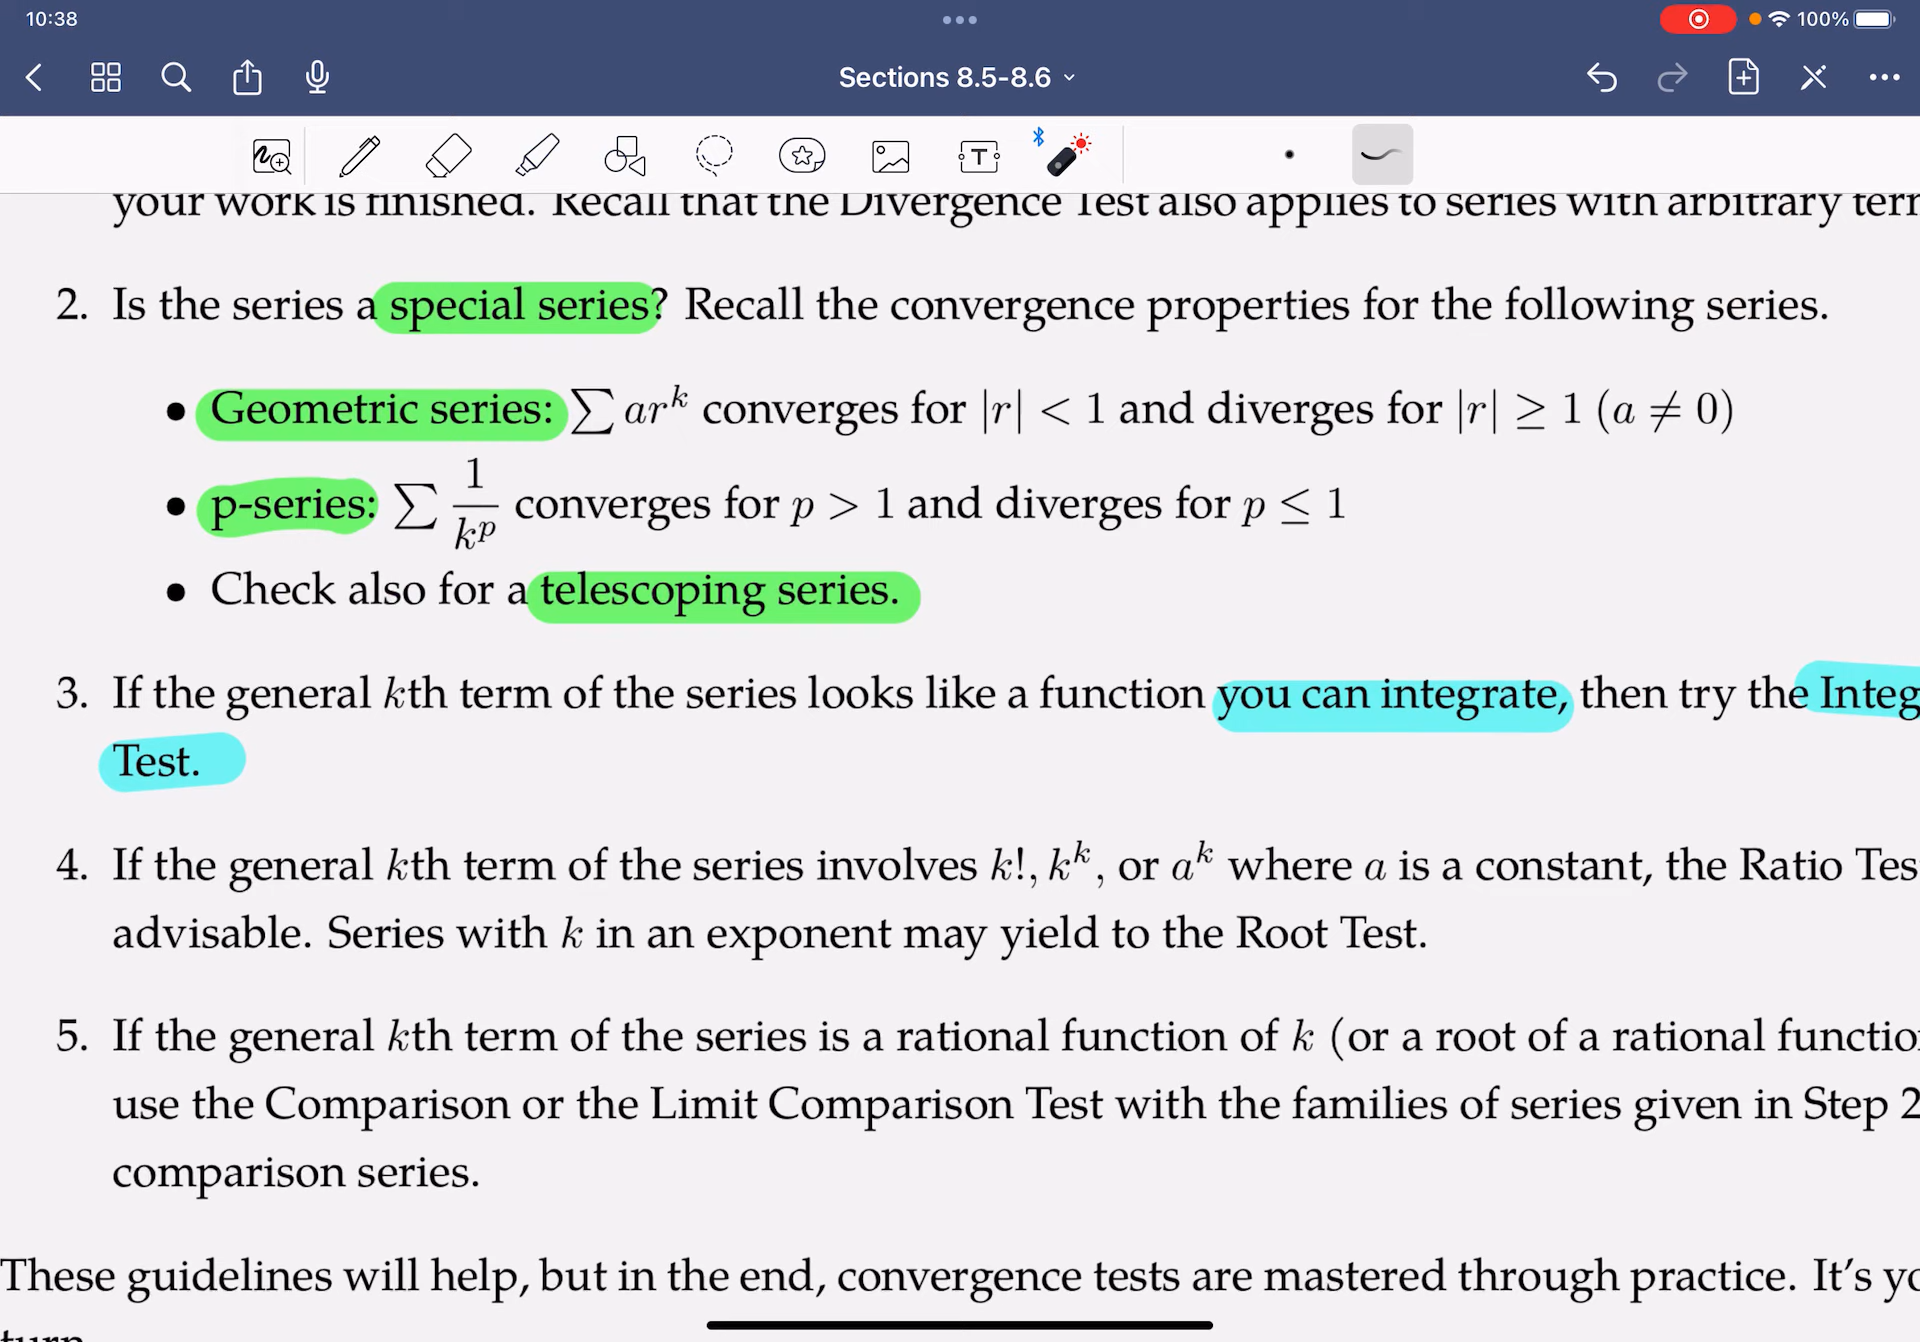 10:38
100%
Sections 8.5-8.6
T
your work is finished. Recall that the Divergence Test also applies to series with arbitrary
2. Is the series a special series? Recall the convergence properties for the following series.
• Geometric series: ∑ arᵏ converges for |r| < 1 and diverges for |r| ≥ 1 (a ≠ 0)
• p-series: ∑ 1/kᵖ converges for p > 1 and diverges for p ≤ 1
• Check also for a telescoping series.
3. If the general kth term of the series looks like a function you can integrate, then try the Integ
Test.
4. If the general kth term of the series involves k!, kᵏ, or aᵏ where a is a constant, the Ratio Tes
advisable. Series with k in an exponent may yield to the Root Test.
5. If the general kth term of the series is a rational function of k (or a root of a rational functio
use the Comparison or the Limit Comparison Test with the families of series given in Step 2
comparison series.
These guidelines will help, but in the end, convergence tests are mastered through practice. It's yo